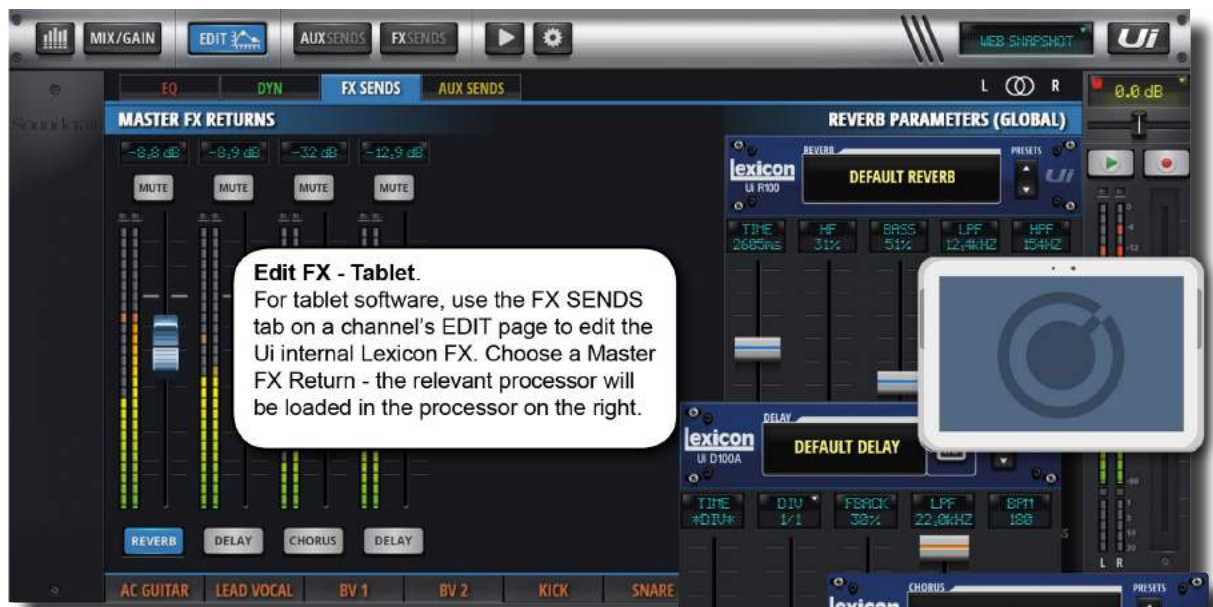 MIX/GAIN EDIT AUXSENDS FXSENDS WEB SNAPSHOT Ui
EQ DYN FX SENDS AUX SENDS L R 0.0 dB
Soundcraft
MASTER FX RETURNS
-8,8 dB -8,9 dB -32 dB -12,9 dB
MUTE MUTE MUTE MUTE
REVERB PARAMETERS (GLOBAL)
REVERB PRESETS
lexicon DEFAULT REVERB Ui
Ui R100
TIME HF BASS LPF HPF
2605ms 31% 51% 12,4kHZ 154HZ
Edit FX - Tablet.
For tablet software, use the FX SENDS
tab on a channel's EDIT page to edit the
Ui internal Lexicon FX. Choose a Master
FX Return - the relevant processor will
be loaded in the processor on the right.
DELAY
lexicon DEFAULT DELAY
Ui D100A
TIME DIV FBACK LPF BPM
*DIV* 1/1 30% 22,0kHZ 180
REVERB DELAY CHORUS DELAY
L R
AC GUITAR LEAD VOCAL BV 1 BV 2 KICK SNARE
CHORUS PRESETS
lexicon